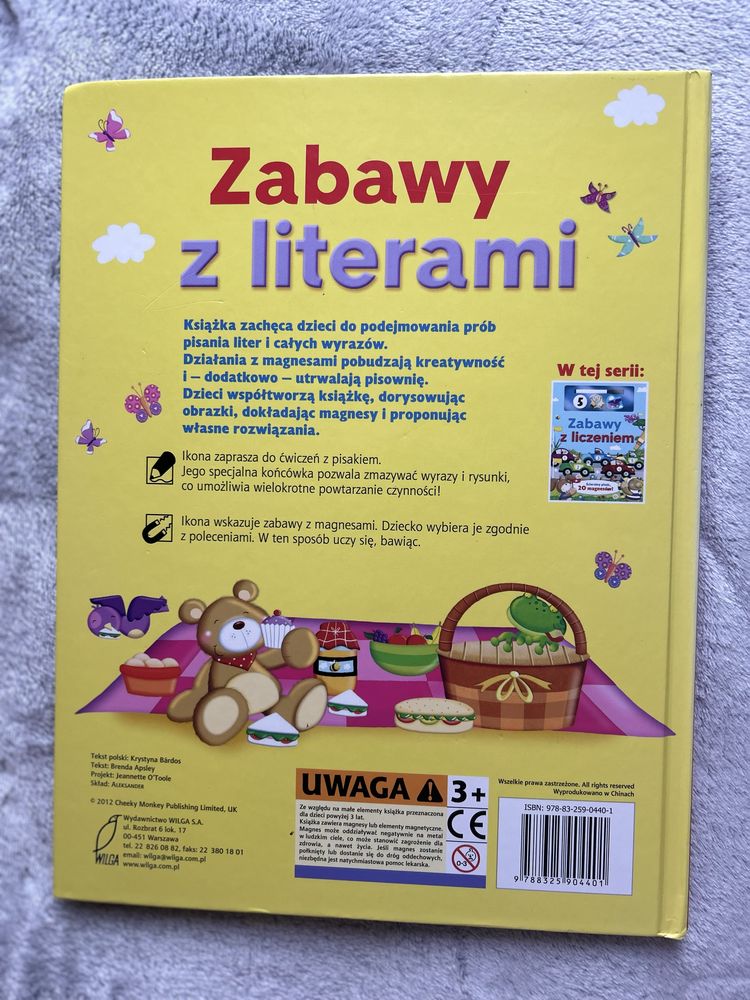 Zabawy
z literami
Książka zachęca dzieci do podejmowania prób
pisania liter i całych wyrazów.
Działania z magnesami pobudzają kreatywność
i – dodatkowo – utrwalają pisownię.
Dzieci współtworzą książkę, dorysowując
obrazki, dokładając magnesy i proponując
własne rozwiązania.
W tej serii:
5
Zabawy
z liczeniem
20 magnesów!
Ikona zaprasza do ćwiczeń z pisakiem.
Jego specjalna końcówka pozwala zmazywać wyrazy i rysunki,
co umożliwia wielokrotne powtarzanie czynności!
Ikona wskazuje zabawy z magnesami. Dziecko wybiera je zgodnie
z poleceniami. W ten sposób uczy się, bawiąc.
Tekst polski: Krystyna Bardos
Tekst: Brenda Apsley
Projekt: Jeannette O'Toole
Skład: ALEKSANDER
© 2012 Cheeky Monkey Publishing Limited, UK
Wydawnictwo WILGA S.A.
ul. Rozbrat 6 lok. 17
00-451 Warszawa
tel. 22 826 08 82, faks: 22 380 18 01
email: wilga@wilga.com.pl
www.wilga.com.pl
WILGA
UWAGA
3+
Ze względu na małe elementy książka przeznaczona
dla dzieci powyżej 3 lat.
Książka zawiera magnesy lub elementy magnetyczne.
Magnes może oddziaływać negatywnie na metal
w ludzkim ciele, co może stanowić zagrożenie dla
zdrowia, a nawet życia. Jeśli magnes zostanie
połknięty lub dostanie się do dróg oddechowych,
niezbędna jest natychmiastowa pomoc lekarska.
CE
0-3
Wszelkie prawa zastrzeżone. All rights reserved
Wyprodukowano w Chinach
ISBN: 978-83-259-0440-1
9 788325 904401